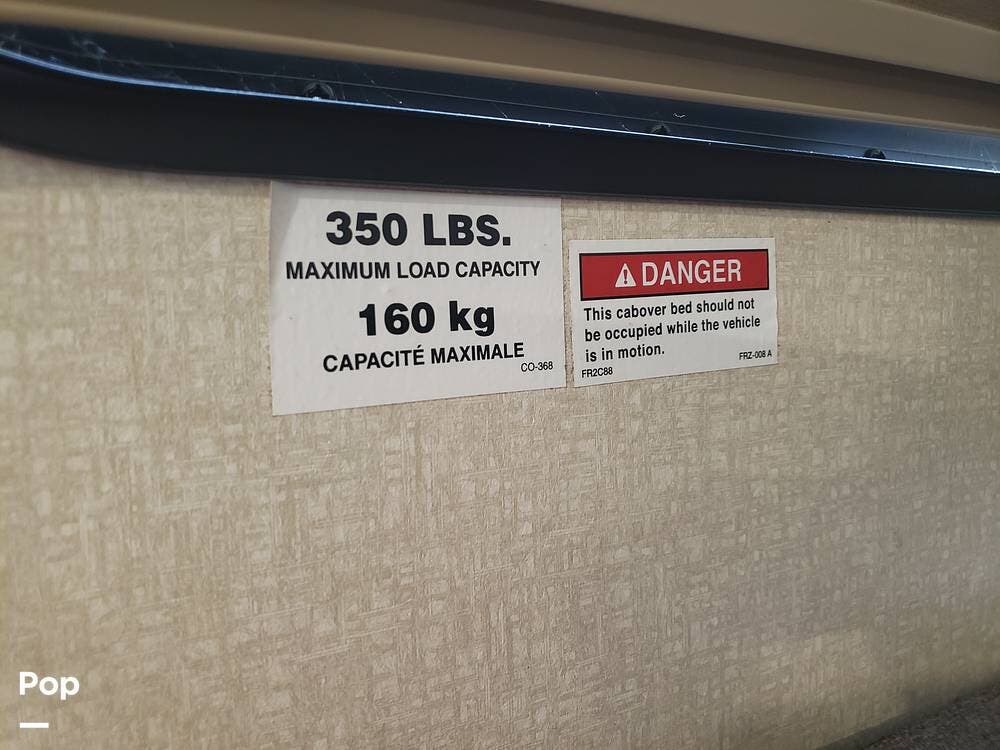 350 LBS.
MAXIMUM LOAD CAPACITY
160 kg
CAPACITÉ MAXIMALE
CO-368
DANGER
This cabover bed should not
be occupied while the vehicle
is in motion.
FRZ-008 A
FR2C88
Pop